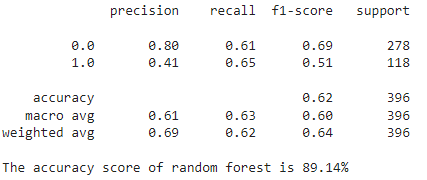 precision recall f1-score support
0.0 0.80 0.61 0.69 278
1.0 0.41 0.65 0.51 118
accuracy 0.62 396
macro avg 0.61 0.63 0.60 396
weighted avg 0.69 0.62 0.64 396
The accuracy score of random forest is 89.14%